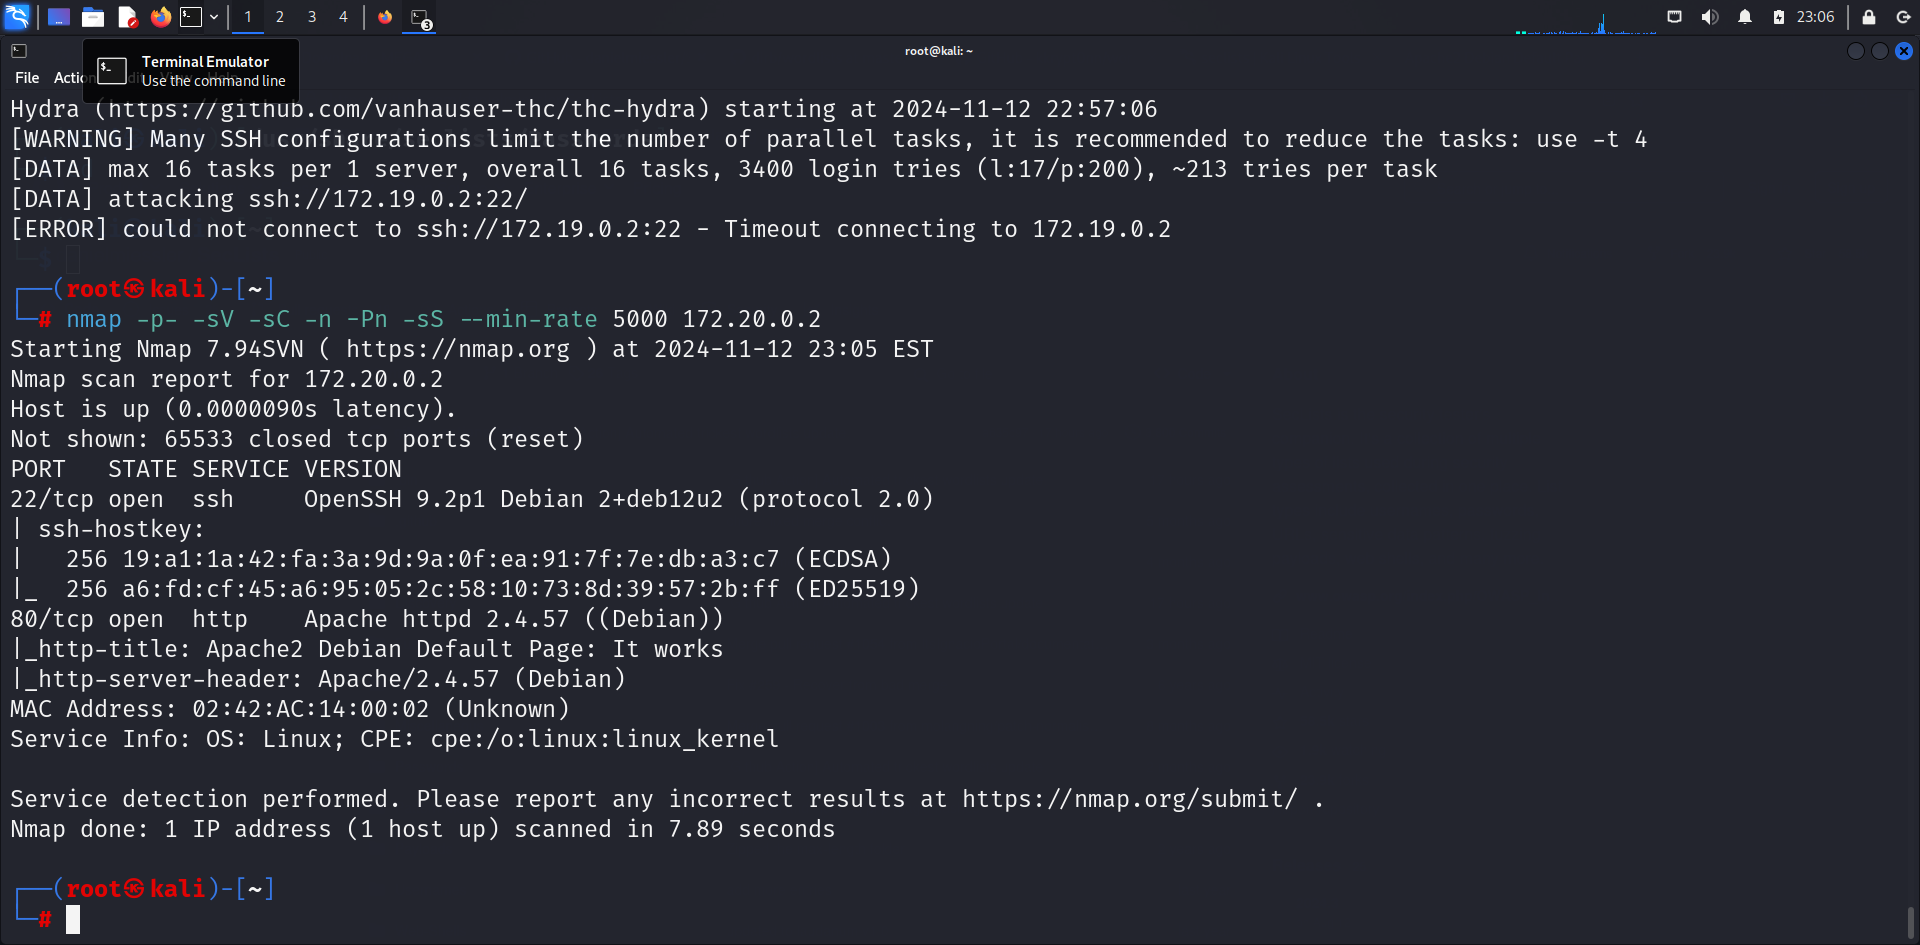 1 2 3 4 3 23:06
root@kali: ~
Terminal Emulator
Use the command line
File Action
Hydra (https://github.com/vanhauser-thc/thc-hydra) starting at 2024-11-12 22:57:06
[WARNING] Many SSH configurations limit the number of parallel tasks, it is recommended to reduce the tasks: use -t 4
[DATA] max 16 tasks per 1 server, overall 16 tasks, 3400 login tries (l:17/p:200), ~213 tries per task
[DATA] attacking ssh://172.19.0.2:22/
[ERROR] could not connect to ssh://172.19.0.2:22 - Timeout connecting to 172.19.0.2
┌──(root㉿kali)-[~]
└─# nmap -p- -sV -sC -n -Pn -sS --min-rate 5000 172.20.0.2
Starting Nmap 7.94SVN ( https://nmap.org ) at 2024-11-12 23:05 EST
Nmap scan report for 172.20.0.2
Host is up (0.0000090s latency).
Not shown: 65533 closed tcp ports (reset)
PORT   STATE SERVICE VERSION
22/tcp open  ssh     OpenSSH 9.2p1 Debian 2+deb12u2 (protocol 2.0)
| ssh-hostkey:
|   256 19:a1:1a:42:fa:3a:9d:9a:0f:ea:91:7f:7e:db:a3:c7 (ECDSA)
|_  256 a6:fd:cf:45:a6:95:05:2c:58:10:73:8d:39:57:2b:ff (ED25519)
80/tcp open  http    Apache httpd 2.4.57 ((Debian))
|_http-title: Apache2 Debian Default Page: It works
|_http-server-header: Apache/2.4.57 (Debian)
MAC Address: 02:42:AC:14:00:02 (Unknown)
Service Info: OS: Linux; CPE: cpe:/o:linux:linux_kernel
Service detection performed. Please report any incorrect results at https://nmap.org/submit/ .
Nmap done: 1 IP address (1 host up) scanned in 7.89 seconds
┌──(root㉿kali)-[~]
└─#